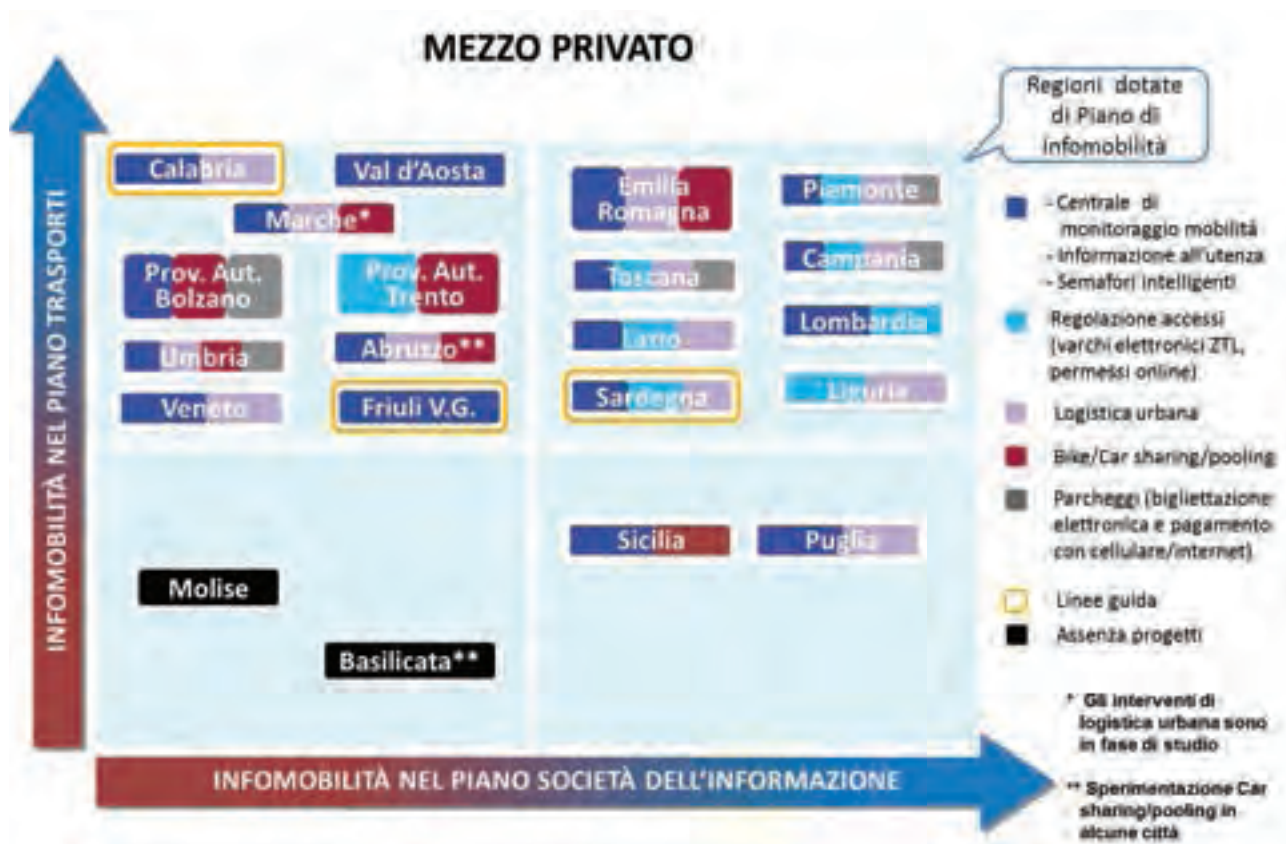 MEZZO PRIVATO
Regioni dotate
di Piano di
infomobilità
INFOMOBILITÀ NEL PIANO TRASPORTI
Calabria
Val d'Aosta
Marche*
Prov. Aut.
Bolzano
Prov. Aut.
Trento
Umbria
Abruzzo**
Veneto
Friuli V.G.
Emilia
Romagna
Piamonte
Toscana
Campania
Lazio
Lombardia
Sardegna
Liguria
Molise
Basilicata**
Sicilia
Puglia
- Centrale di
monitoraggio mobilità
- Informazione all'utenza
- Semafori intelligenti
Regolazione accessi
(varchi elettronici ZTL,
permessi online)
Logistica urbana
Bike/Car sharing/pooling
Parcheggi (bigliettazione
elettronica e pagamento
con cellulare/internet)
Linee guida
Assenza progetti
* Gli interventi di
logistica urbana sono
in fase di studio
** Sperimentazione Car
sharing/pooling in
alcune città
INFOMOBILITÀ NEL PIANO SOCIETÀ DELL'INFORMAZIONE